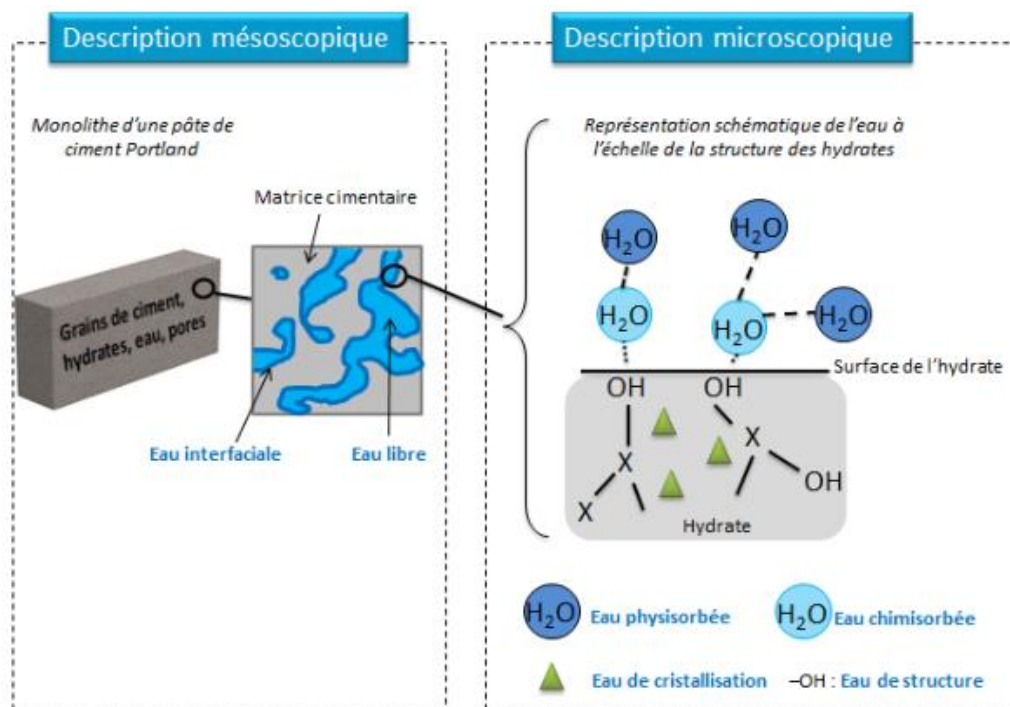 Description mésoscopique
Monolithe d'une pâte de
ciment Portland
Matrice cimentaire
Grains de ciment,
hydrates, eau, pores
Eau interfaciale
Eau libre
Description microscopique
Représentation schématique de l'eau à
l'échelle de la structure des hydrates
H₂O
H₂O
H₂O
H₂O
H₂O
Surface de l'hydrate
OH
OH
X
X
OH
X
Hydrate
H₂O Eau physisorbée
H₂O Eau chimisorbée
Eau de cristallisation
–OH : Eau de structure